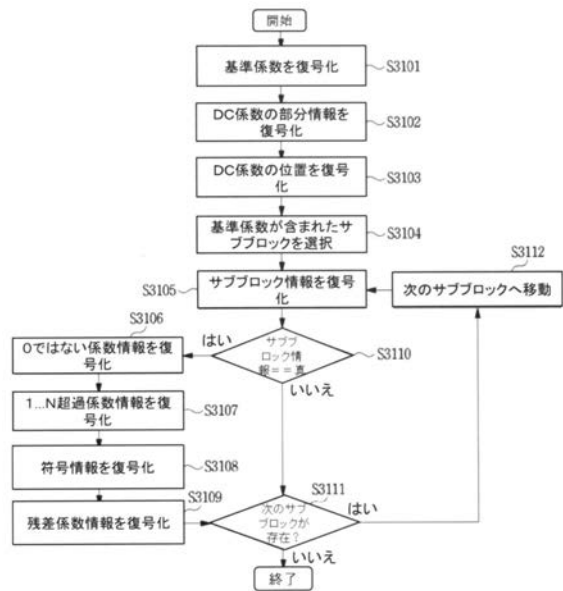 開始
基準係数を復号化
S3101
DC係数の部分情報を
復号化
S3102
DC係数の位置を復号
化
S3103
基準係数が含まれたサ
ブブロックを選択
S3104
S3112
次のサブブロックへ移動
S3105
サブブロック情報を復号
化
S3106
0ではない係数情報を復
号化
はい
サブブ
ロック情
報==真
S3110
いいえ
1...N超過係数情報を復
号化
S3107
符号情報を復号化
S3108
S3109
残差係数情報を復号化
S3111
次のサブ
ブロックが
存在?
はい
いいえ
終了